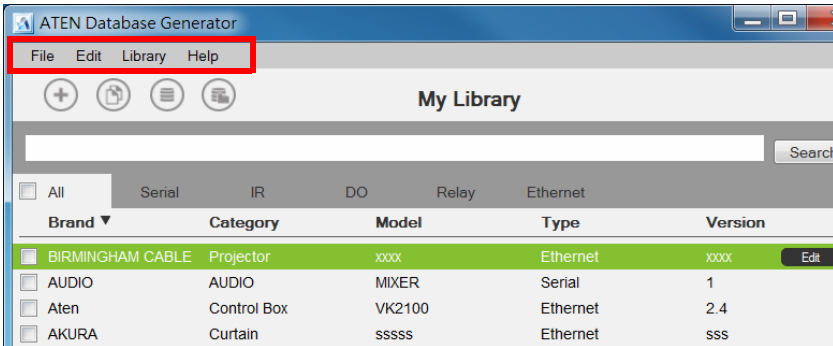 ATEN Database Generator
File Edit Library Help
My Library
Search
All Serial IR DO Relay Ethernet
Brand ▼ Category Model Type Version
BIRMINGHAM CABLE Projector xxxx Ethernet xxxx Edit
AUDIO AUDIO MIXER Serial 1
Aten Control Box VK2100 Ethernet 2.4
AKURA Curtain sssss Ethernet sss